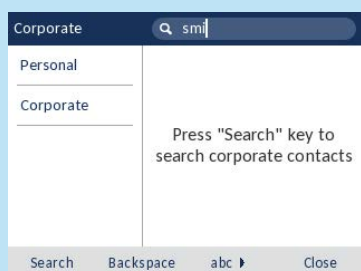 Corporate
smi
Personal
Corporate
Press "Search" key to
search corporate contacts
Search Backspace abc Close